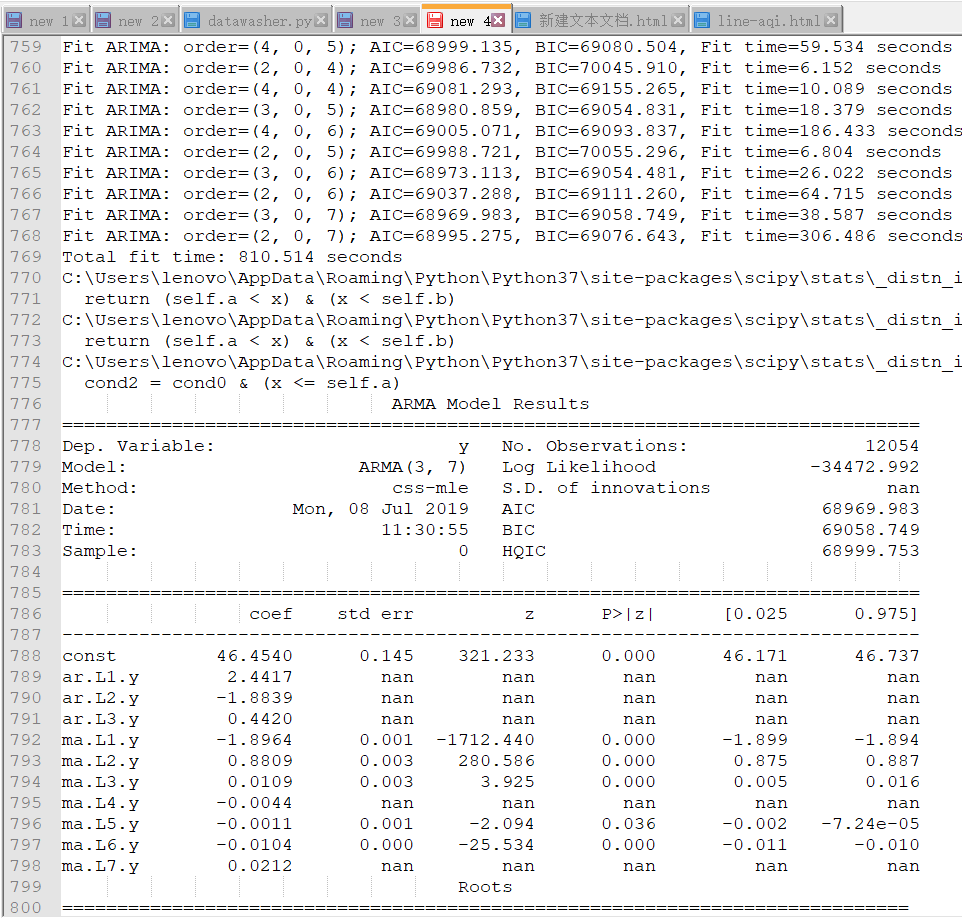 new 1 new 2 datawasher.py new 3 new 4 新建文本文档.html line-aqi.html
759 Fit ARIMA: order=(4, 0, 5); AIC=68999.135, BIC=69080.504, Fit time=59.534 seconds
760 Fit ARIMA: order=(2, 0, 4); AIC=69986.732, BIC=70045.910, Fit time=6.152 seconds
761 Fit ARIMA: order=(4, 0, 4); AIC=69081.293, BIC=69155.265, Fit time=10.089 seconds
762 Fit ARIMA: order=(3, 0, 5); AIC=68980.859, BIC=69054.831, Fit time=18.379 seconds
763 Fit ARIMA: order=(4, 0, 6); AIC=69005.071, BIC=69093.837, Fit time=186.433 seconds
764 Fit ARIMA: order=(2, 0, 5); AIC=69988.721, BIC=70055.296, Fit time=6.804 seconds
765 Fit ARIMA: order=(3, 0, 6); AIC=68973.113, BIC=69054.481, Fit time=26.022 seconds
766 Fit ARIMA: order=(2, 0, 6); AIC=69037.288, BIC=69111.260, Fit time=64.715 seconds
767 Fit ARIMA: order=(3, 0, 7); AIC=68969.983, BIC=69058.749, Fit time=38.587 seconds
768 Fit ARIMA: order=(2, 0, 7); AIC=68995.275, BIC=69076.643, Fit time=306.486 seconds
769 Total fit time: 810.514 seconds
770 C:\Users\lenovo\AppData\Roaming\Python\Python37\site-packages\scipy\stats\_distn_i
771 return (self.a < x) & (x < self.b)
772 C:\Users\lenovo\AppData\Roaming\Python\Python37\site-packages\scipy\stats\_distn_i
773 return (self.a < x) & (x < self.b)
774 C:\Users\lenovo\AppData\Roaming\Python\Python37\site-packages\scipy\stats\_distn_i
775 cond2 = cond0 & (x <= self.a)
776 ARMA Model Results
777 ==============================================================================
778 Dep. Variable: y No. Observations: 12054
779 Model: ARMA(3, 7) Log Likelihood -34472.992
780 Method: css-mle S.D. of innovations nan
781 Date: Mon, 08 Jul 2019 AIC 68969.983
782 Time: 11:30:55 BIC 69058.749
783 Sample: 0 HQIC 68999.753
784
785 ==============================================================================
786 coef std err z P>|z| [0.025 0.975]
787 ------------------------------------------------------------------------------
788 const 46.4540 0.145 321.233 0.000 46.171 46.737
789 ar.L1.y 2.4417 nan nan nan nan nan
790 ar.L2.y -1.8839 nan nan nan nan nan
791 ar.L3.y 0.4420 nan nan nan nan nan
792 ma.L1.y -1.8964 0.001 -1712.440 0.000 -1.899 -1.894
793 ma.L2.y 0.8809 0.003 280.586 0.000 0.875 0.887
794 ma.L3.y 0.0109 0.003 3.925 0.000 0.005 0.016
795 ma.L4.y -0.0044 nan nan nan nan nan
796 ma.L5.y -0.0011 0.001 -2.094 0.036 -0.002 -7.24e-05
797 ma.L6.y -0.0104 0.000 -25.534 0.000 -0.011 -0.010
798 ma.L7.y 0.0212 nan nan nan nan nan
799 Roots
800 =============================================================================